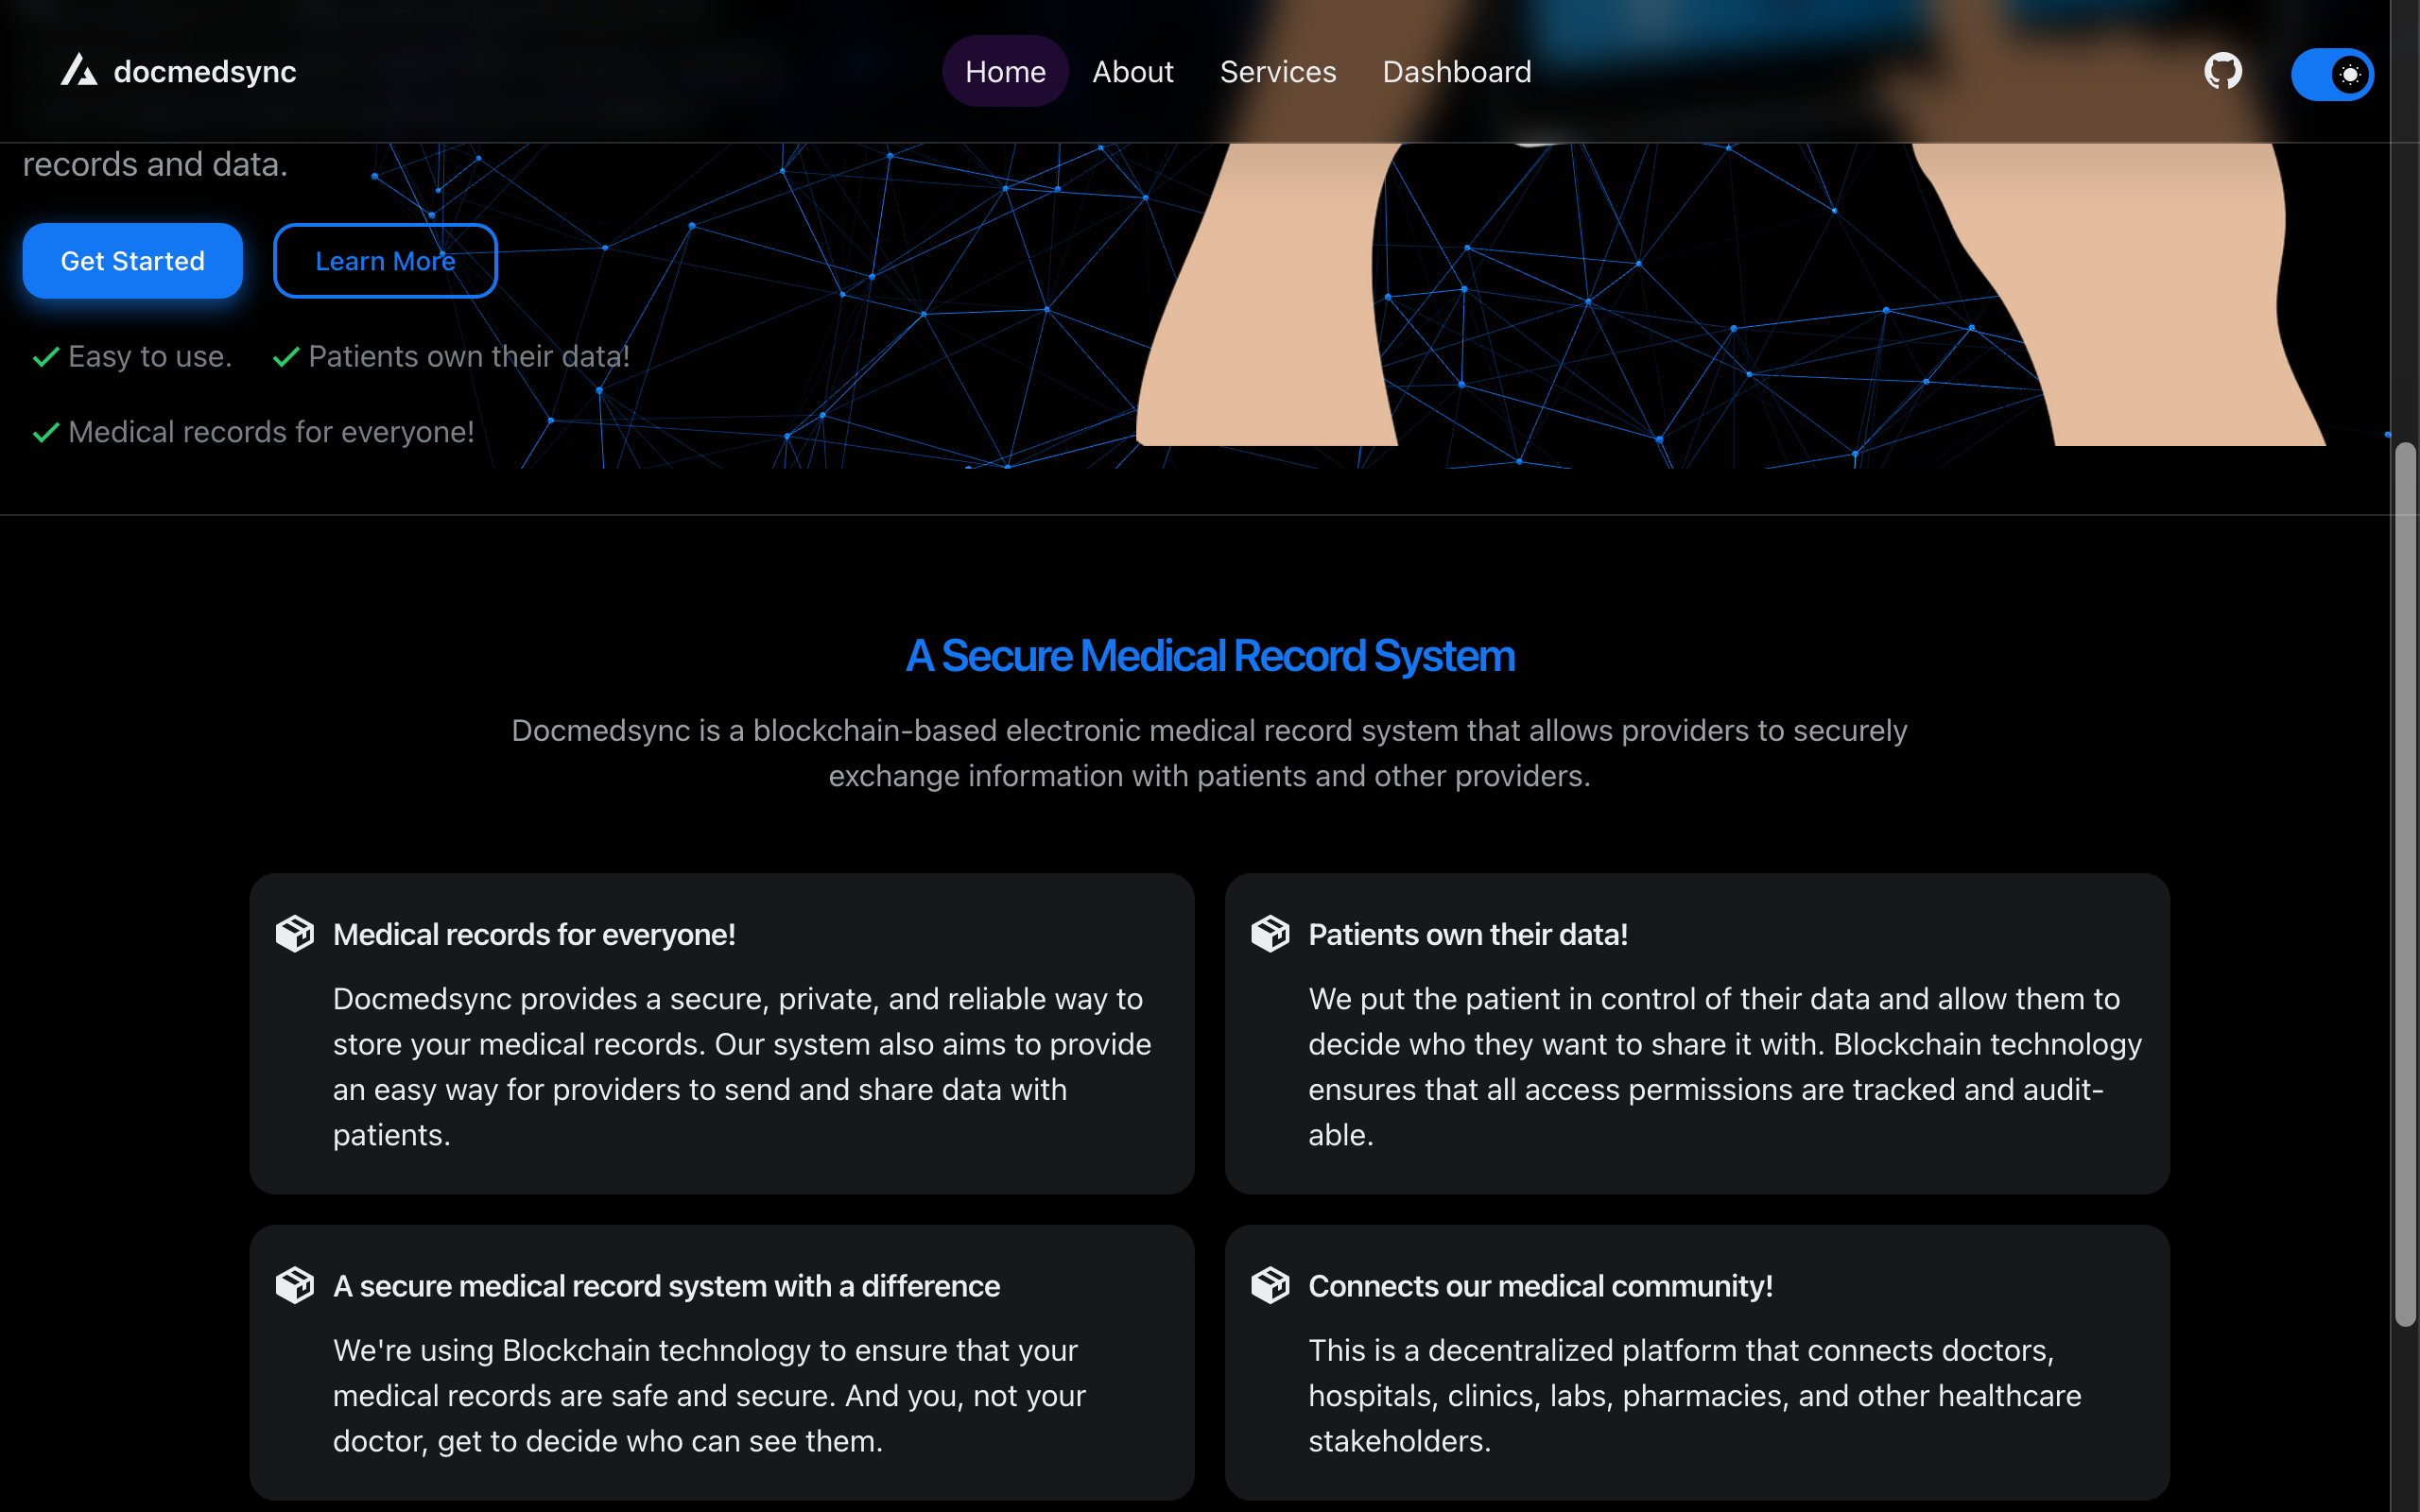 docmedsync
Home About Services Dashboard
records and data.
Get Started Learn More
Easy to use. Patients own their data!
Medical records for everyone!
A Secure Medical Record System
Docmedsync is a blockchain-based electronic medical record system that allows providers to securely
exchange information with patients and other providers.
Medical records for everyone!
Docmedsync provides a secure, private, and reliable way to
store your medical records. Our system also aims to provide
an easy way for providers to send and share data with
patients.
Patients own their data!
We put the patient in control of their data and allow them to
decide who they want to share it with. Blockchain technology
ensures that all access permissions are tracked and audit-
able.
A secure medical record system with a difference
We're using Blockchain technology to ensure that your
medical records are safe and secure. And you, not your
doctor, get to decide who can see them.
Connects our medical community!
This is a decentralized platform that connects doctors,
hospitals, clinics, labs, pharmacies, and other healthcare
stakeholders.